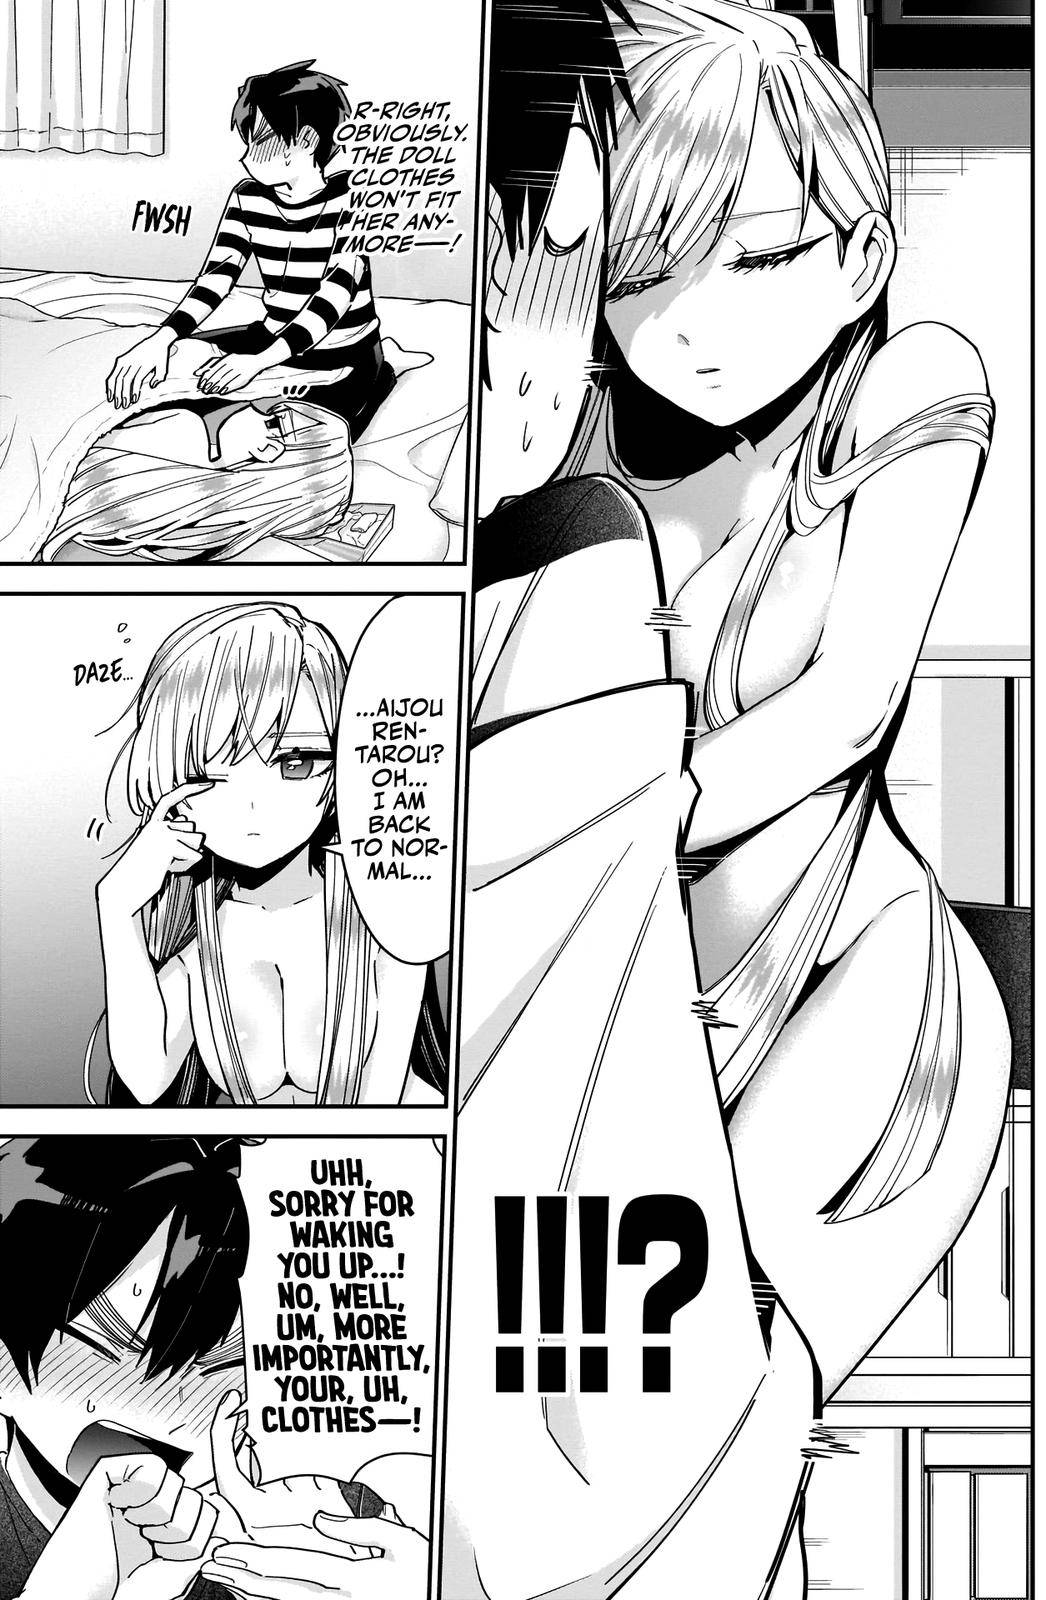 !!!?
R-RIGHT,
OBVIOUSLY.
THE DOLL
CLOTHES
WON'T FIT
HER ANY-
MORE——!
FWSH
DAZE...
...AIJOU
REN-
TAROU?
OH...
I AM
BACK
TO NOR-
MAL...
UHH,
SORRY FOR
WAKING
YOU UP...!
NO, WELL,
UM, MORE
IMPORTANTLY,
YOUR, UH,
CLOTHES——!